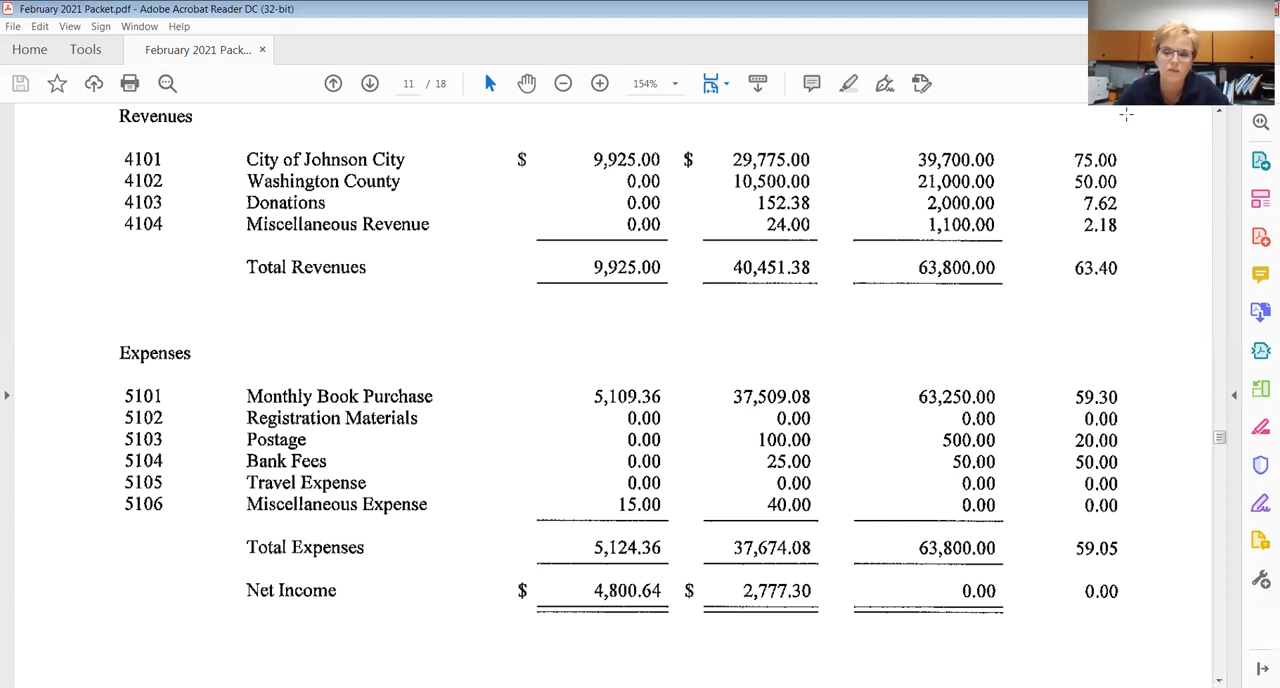 February 2021 Packet.pdf - Adobe Acrobat Reader DC (32-bit)
File Edit View Sign Window Help
Home Tools February 2021 Pack... ×
11 / 18 154%
Revenues
4101 City of Johnson City $ 9,925.00 $ 29,775.00 39,700.00 75.00
4102 Washington County 0.00 10,500.00 21,000.00 50.00
4103 Donations 0.00 152.38 2,000.00 7.62
4104 Miscellaneous Revenue 0.00 24.00 1,100.00 2.18
Total Revenues 9,925.00 40,451.38 63,800.00 63.40
Expenses
5101 Monthly Book Purchase 5,109.36 37,509.08 63,250.00 59.30
5102 Registration Materials 0.00 0.00 0.00 0.00
5103 Postage 0.00 100.00 500.00 20.00
5104 Bank Fees 0.00 25.00 50.00 50.00
5105 Travel Expense 0.00 0.00 0.00 0.00
5106 Miscellaneous Expense 15.00 40.00 0.00 0.00
Total Expenses 5,124.36 37,674.08 63,800.00 59.05
Net Income $ 4,800.64 $ 2,777.30 0.00 0.00